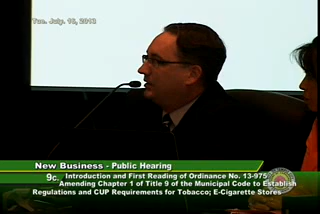 Tue. July. 16, 2013
New Business - Public Hearing
9c. Introduction and First Reading of Ordinance No. 13-975
Amending Chapter 1 of Title 9 of the Municipal Code to Establish
Regulations and CUP Requirements for Tobacco; E-Cigarette Stores